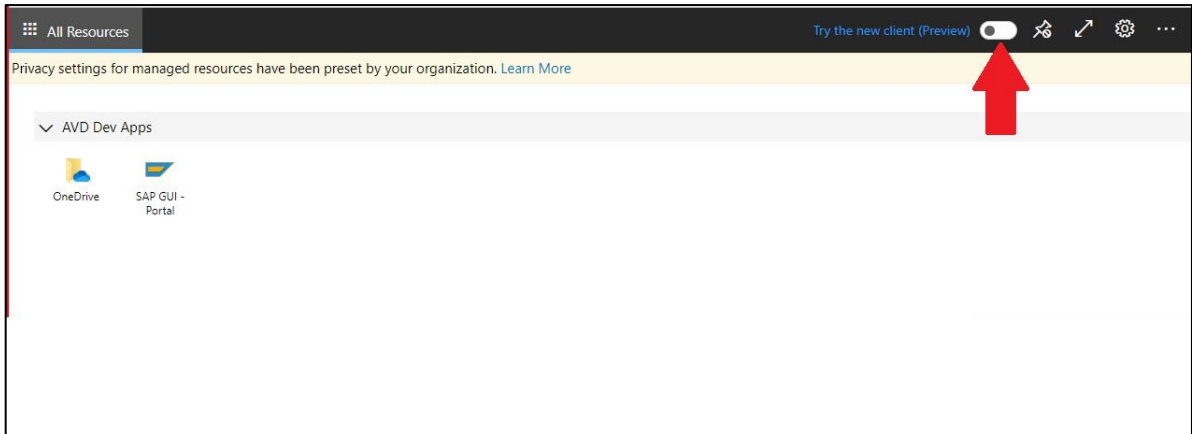 All Resources
Try the new client (Preview)
Privacy settings for managed resources have been preset by your organization. Learn More
AVD Dev Apps
OneDrive
SAP GUI -
Portal